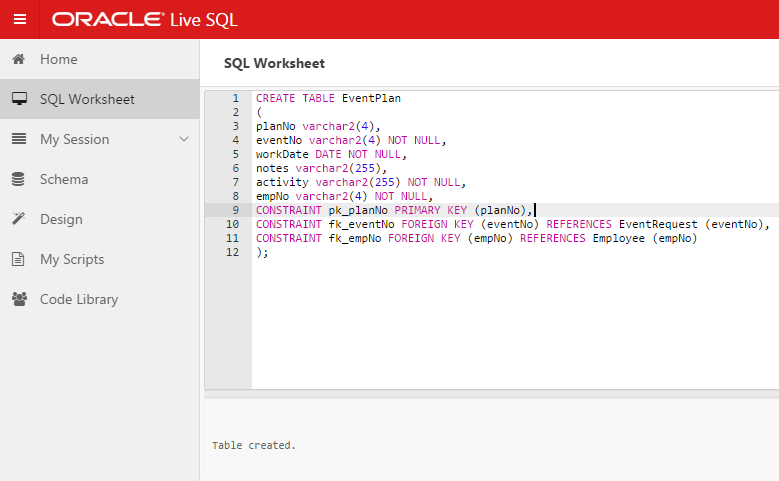 ORACLE Live SQL
Home
SQL Worksheet
My Session
Schema
Design
My Scripts
Code Library
SQL Worksheet
1 CREATE TABLE EventPlan
2 (
3 planNo varchar2(4),
4 eventNo varchar2(4) NOT NULL,
5 workDate DATE NOT NULL,
6 notes varchar2(255),
7 activity varchar2(255) NOT NULL,
8 empNo varchar2(4) NOT NULL,
9 CONSTRAINT pk_planNo PRIMARY KEY (planNo),
10 CONSTRAINT fk_eventNo FOREIGN KEY (eventNo) REFERENCES EventRequest (eventNo),
11 CONSTRAINT fk_empNo FOREIGN KEY (empNo) REFERENCES Employee (empNo)
12 );
Table created.